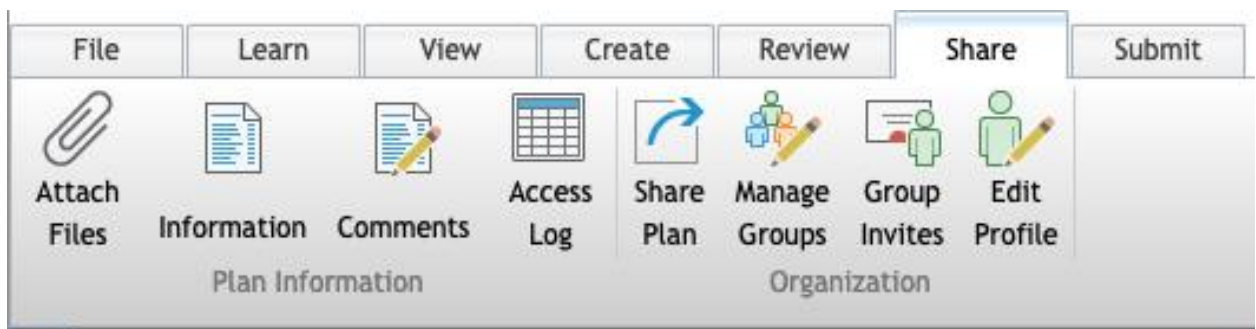 File Learn View Create Review Share Submit
Attach Files Information Comments Access Log Share Plan Manage Groups Group Invites Edit Profile
Plan Information Organization